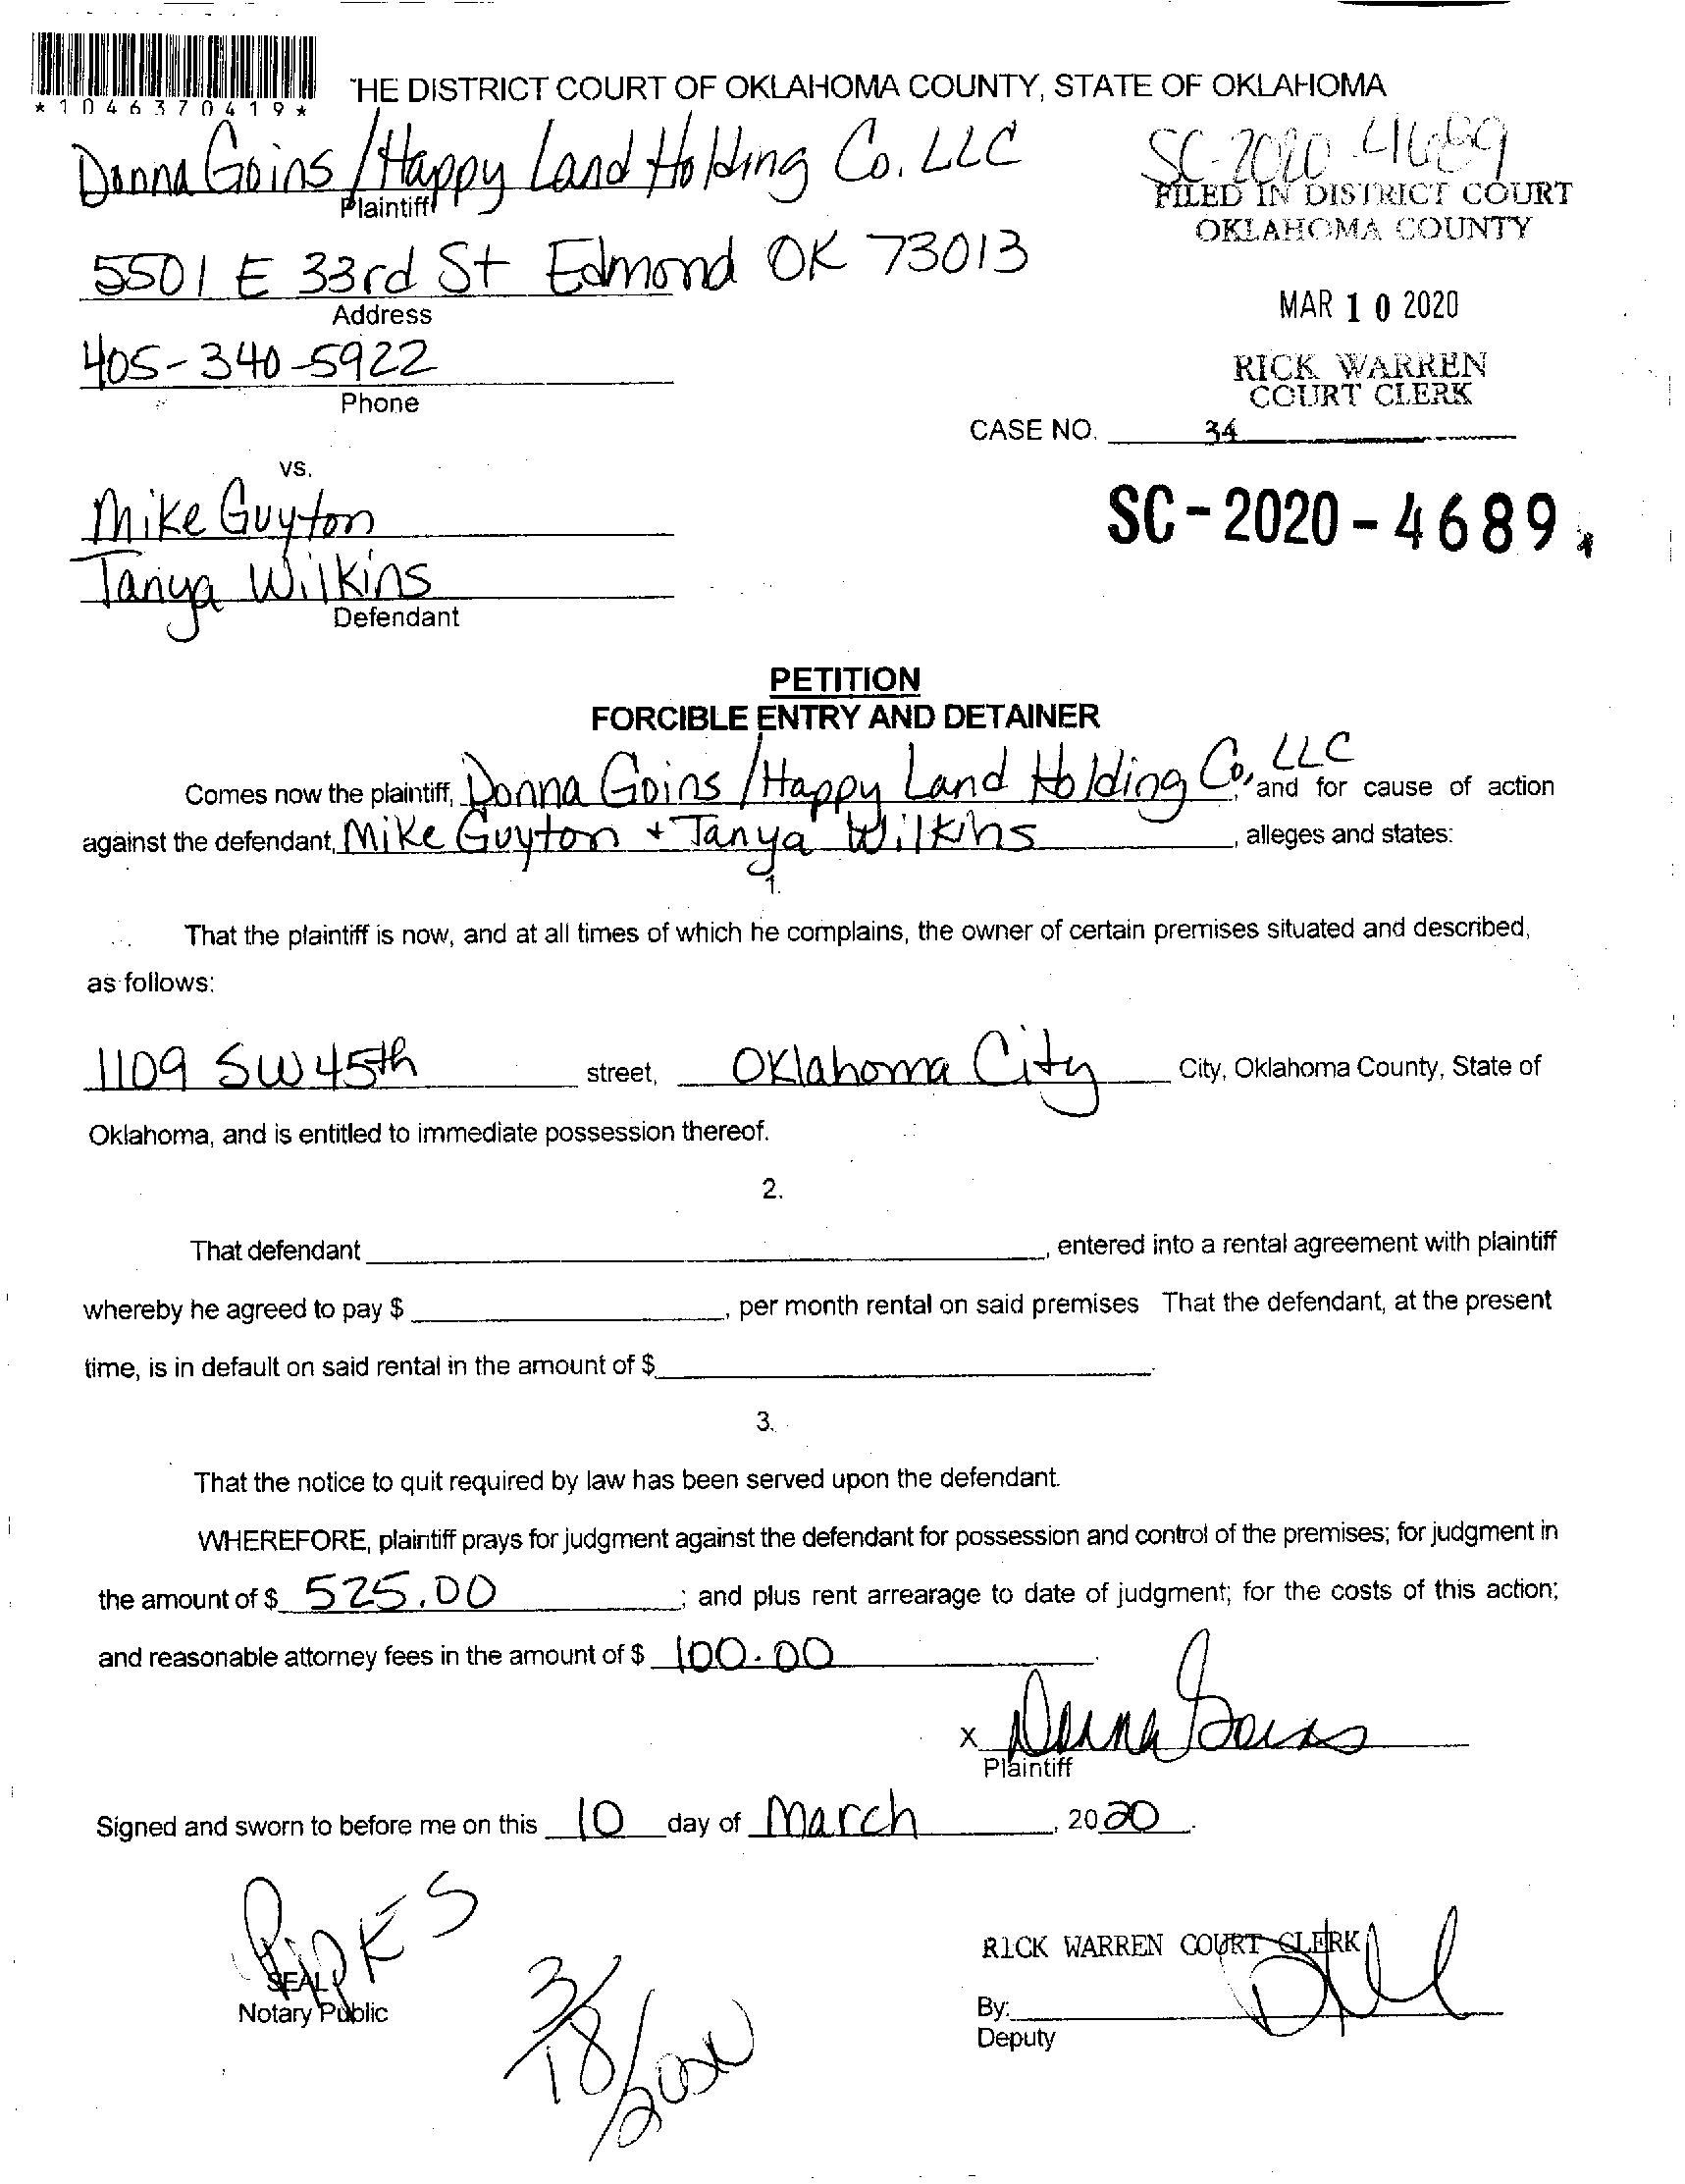 *1046370419*
THE DISTRICT COURT OF OKLAHOMA COUNTY, STATE OF OKLAHOMA
Donna Goins / Happy Land Holding Co. LLC
Plaintiff
SC-2020-4689
FILED IN DISTRICT COURT
OKLAHOMA COUNTY
5501 E 33rd St Edmond OK 73013
Address
MAR 10 2020
405-340-5922
Phone
RICK WARREN
COURT CLERK
CASE NO. 34
vs.
Mike Guyton
Tanya Wilkins
Defendant
SC-2020-4689
PETITION
FORCIBLE ENTRY AND DETAINER
Comes now the plaintiff, Donna Goins / Happy Land Holding Co, LLC, and for cause of action
against the defendant, Mike Guyton + Tanya Wilkins, alleges and states:
1.
That the plaintiff is now, and at all times of which he complains, the owner of certain premises situated and described,
as follows:
1109 SW 45th street, Oklahoma City City, Oklahoma County, State of
Oklahoma, and is entitled to immediate possession thereof.
2.
That defendant , entered into a rental agreement with plaintiff
whereby he agreed to pay $ , per month rental on said premises That the defendant, at the present
time, is in default on said rental in the amount of $ .
3.
That the notice to quit required by law has been served upon the defendant.
WHEREFORE, plaintiff prays for judgment against the defendant for possession and control of the premises; for judgment in
the amount of $ 525.00 ; and plus rent arrearage to date of judgment; for the costs of this action;
and reasonable attorney fees in the amount of $ 100.00 .
x Donna Goins
Plaintiff
Signed and sworn to before me on this 10 day of March, 2020.
SEAL
Notary Public
3/18/2020
RICK WARREN COURT CLERK
By:
Deputy